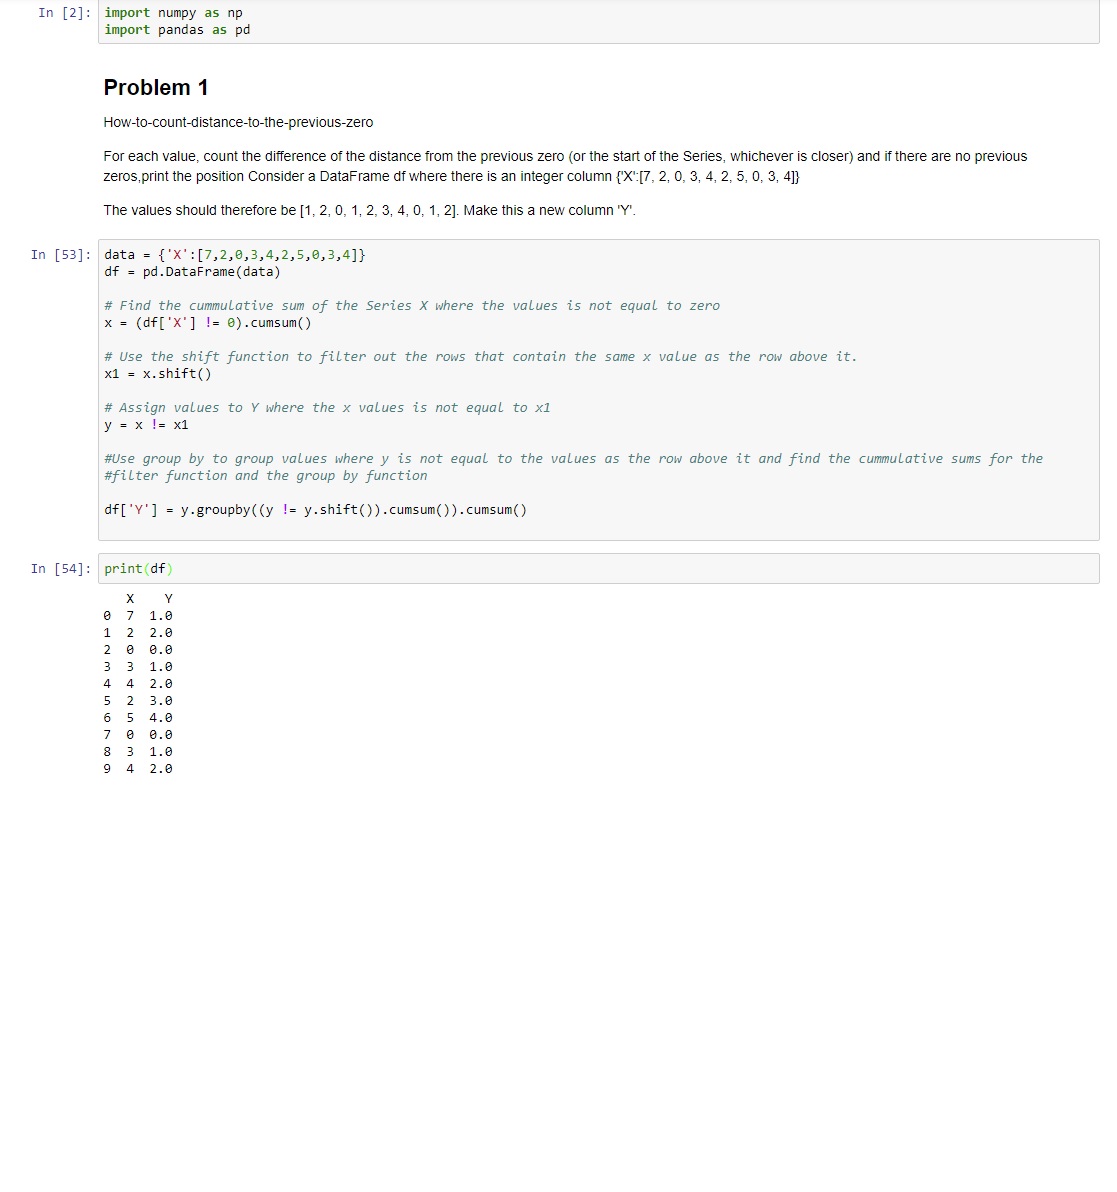 In [2]: import numpy as np
import pandas as pd
Problem 1
How-to-count-distance-to-the-previous-zero
For each value, count the difference of the distance from the previous zero (or the start of the Series, whichever is closer) and if there are no previous
zeros,print the position Consider a DataFrame df where there is an integer column {'X':[7, 2, 0, 3, 4, 2, 5, 0, 3, 4]}
The values should therefore be [1, 2, 0, 1, 2, 3, 4, 0, 1, 2]. Make this a new column 'Y'.
In [53]: data = {'X':[7,2,0,3,4,2,5,0,3,4]}
df = pd.DataFrame(data)
# Find the cummulative sum of the Series X where the values is not equal to zero
x = (df['X'] != 0).cumsum()
# Use the shift function to filter out the rows that contain the same x value as the row above it.
x1 = x.shift()
# Assign values to Y where the x values is not equal to x1
y = x != x1
#Use group by to group values where y is not equal to the values as the row above it and find the cummulative sums for the
#filter function and the group by function
df['Y'] = y.groupby((y != y.shift()).cumsum()).cumsum()
In [54]: print(df)
X Y
0 7 1.0
1 2 2.0
2 0 0.0
3 3 1.0
4 4 2.0
5 2 3.0
6 5 4.0
7 0 0.0
8 3 1.0
9 4 2.0